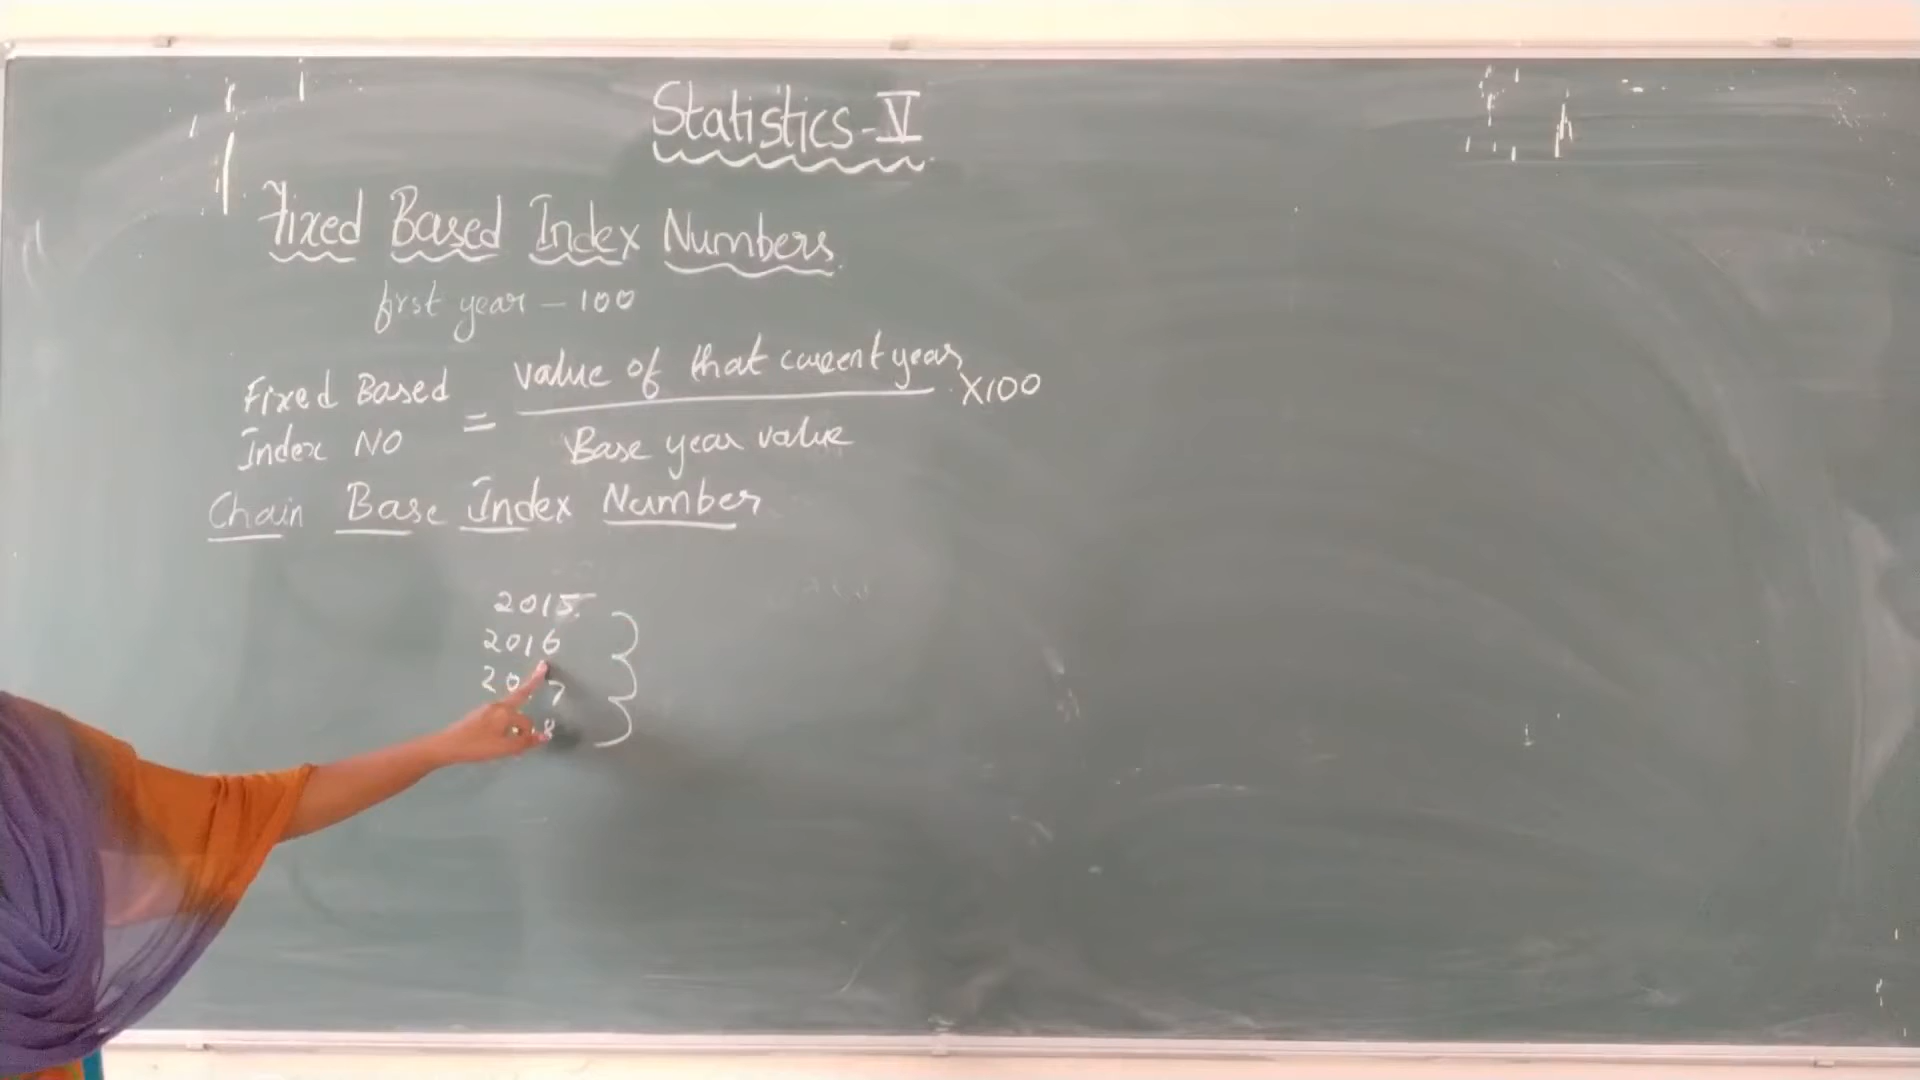 Statistics-V
Fixed Based Index Numbers
first year - 100
Fixed Based Index NO = value of that current year / Base year value X100
Chain Base Index Number
2015
2016
2017
8